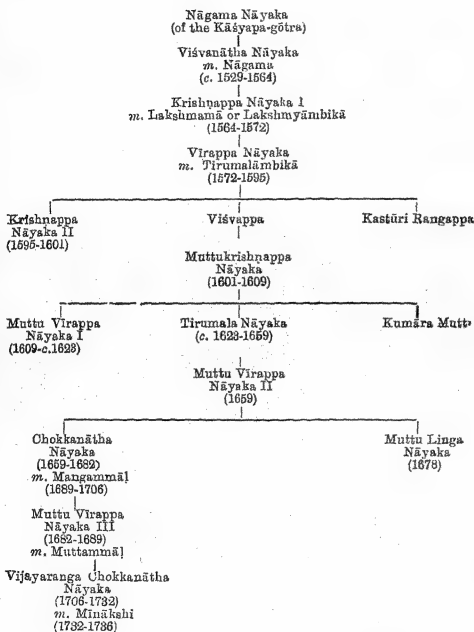 Nāgama Nāyaka
(of the Kāśyapa-gōtra)
Viśvanātha Nāyaka
m. Nāgama
(c. 1529-1564)
Krishṇappa Nāyaka I
m. Lakshmamā or Lakshmyāmbikā
(1564-1572)
Vīrappa Nāyaka
m. Tirumalāmbikā
(1572-1595)
Krishṇappa
Nāyaka II
(1595-1601)
Viśvappa
Kastūri Rangappa
Muttukrishṇappa
Nāyaka
(1601-1609)
Muttu Vīrappa
Nāyaka I
(1609-c.1623)
Tirumala Nāyaka
(c. 1623-1659)
Kumāra Mutt
Muttu Vīrappa
Nāyaka II
(1659)
Chokkanātha
Nāyaka
(1659-1682)
m. Mangammāḷ
(1689-1706)
Muttu Linga
Nāyaka
(1678)
Muttu Vīrappa
Nāyaka III
(1682-1689)
m. Muttammāḷ
Vijayaranga Chokkanātha
Nāyaka
(1706-1732)
m. Mīnākshi
(1732-1736)